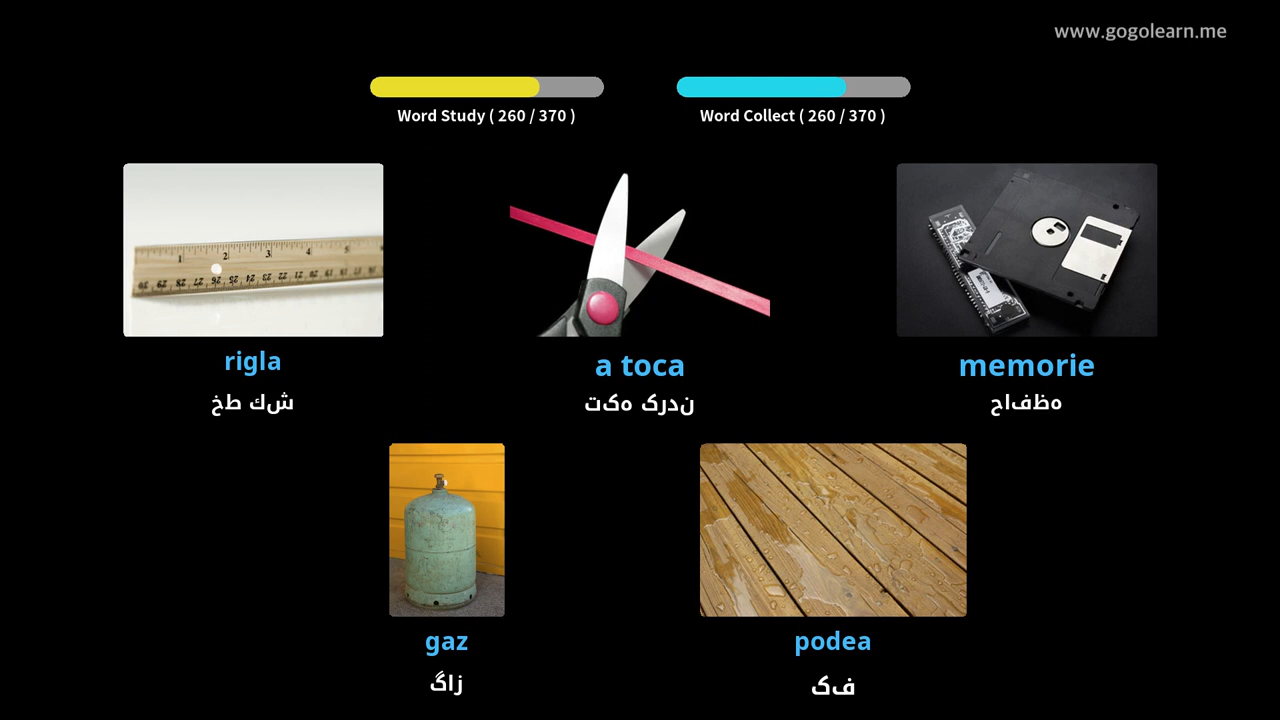 www.gogolearn.me
Word Study ( 260 / 370 )
Word Collect ( 260 / 370 )
rigla
شك طخ
a toca
ندرک هکت
memorie
هظفاح
gaz
زاگ
podea
فک